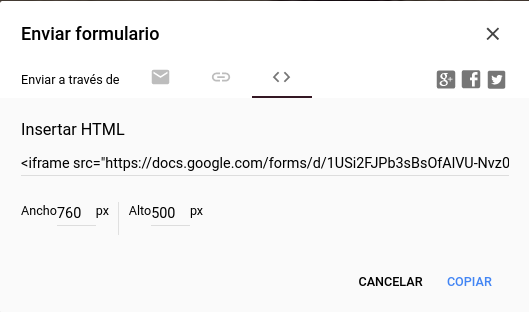 Enviar formulario
Enviar a través de
Insertar HTML
<iframe src="https://docs.google.com/forms/d/1USi2FJPb3sBsOfAlVU-Nvz0
Ancho 760 px Alto 500 px
CANCELAR COPIAR